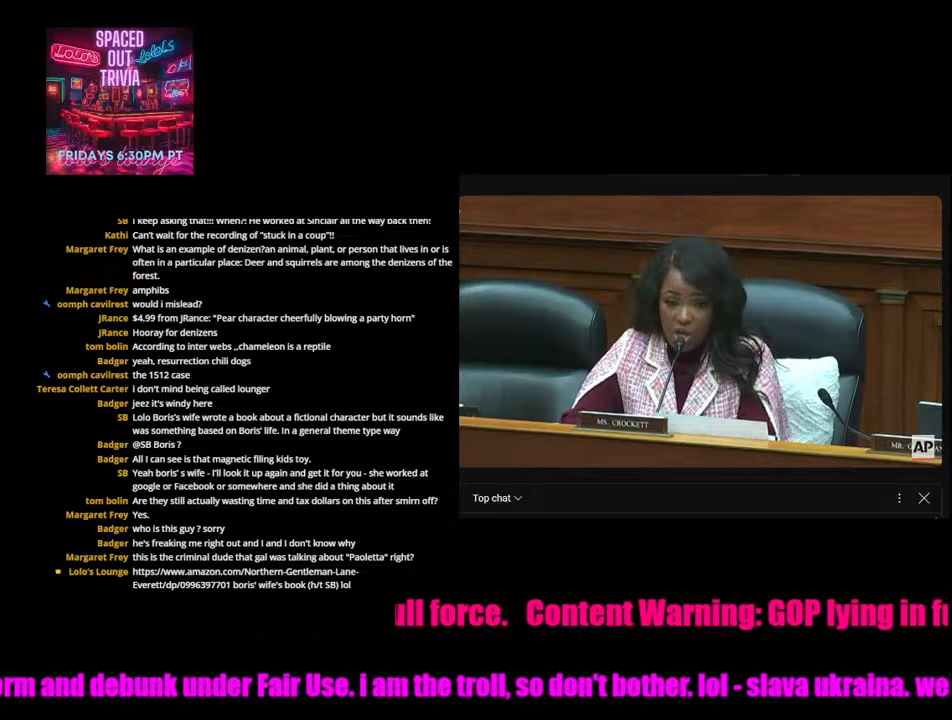 SPACED
OUT
TRIVIA
LOLO'S
Lolo's
FRIDAYS 6:30PM PT
lolo's lounge
SB I keep asking that!!! When?! He worked at Sinclair all the way back then!
Kathi Can't wait for the recording of "stuck in a coup"!!
Margaret Frey What is an example of denizen?an animal, plant, or person that lives in or is
often in a particular place: Deer and squirrels are among the denizens of the
forest.
Margaret Frey amphibs
oomph cavilrest would i mislead?
JRance $4.99 from JRance: "Pear character cheerfully blowing a party horn"
JRance Hooray for denizens
tom bolin According to inter webs ,,chameleon is a reptile
Badger yeah, resurrection chili dogs
oomph cavilrest the 1512 case
Teresa Collett Carter i don't mind being called lounger
Badger jeez it's windy here
SB Lolo Boris's wife wrote a book about a fictional character but it sounds like
was something based on Boris' life. In a general theme type way
Badger @SB Boris ?
Badger All I can see is that magnetic filing kids toy.
SB Yeah boris' s wife - I'll look it up again and get it for you - she worked at
google or Facebook or somewhere and she did a thing about it
tom bolin Are they still actually wasting time and tax dollars on this after smirn off?
Margaret Frey Yes.
Badger who is this guy ? sorry
Badger he's freaking me right out and I and I don't know why
Margaret Frey this is the criminal dude that gal was talking about "Paoletta" right?
Lolo's Lounge https://www.amazon.com/Northern-Gentleman-Lane-
Everett/dp/0996397701 boris' wife's book (h/t SB) lol
MS. CROCKETT
MR.
AP
Top chat
ull force. Content Warning: GOP lying in fu
orm and debunk under Fair Use. i am the troll, so don't bother. lol - slava ukraina. we